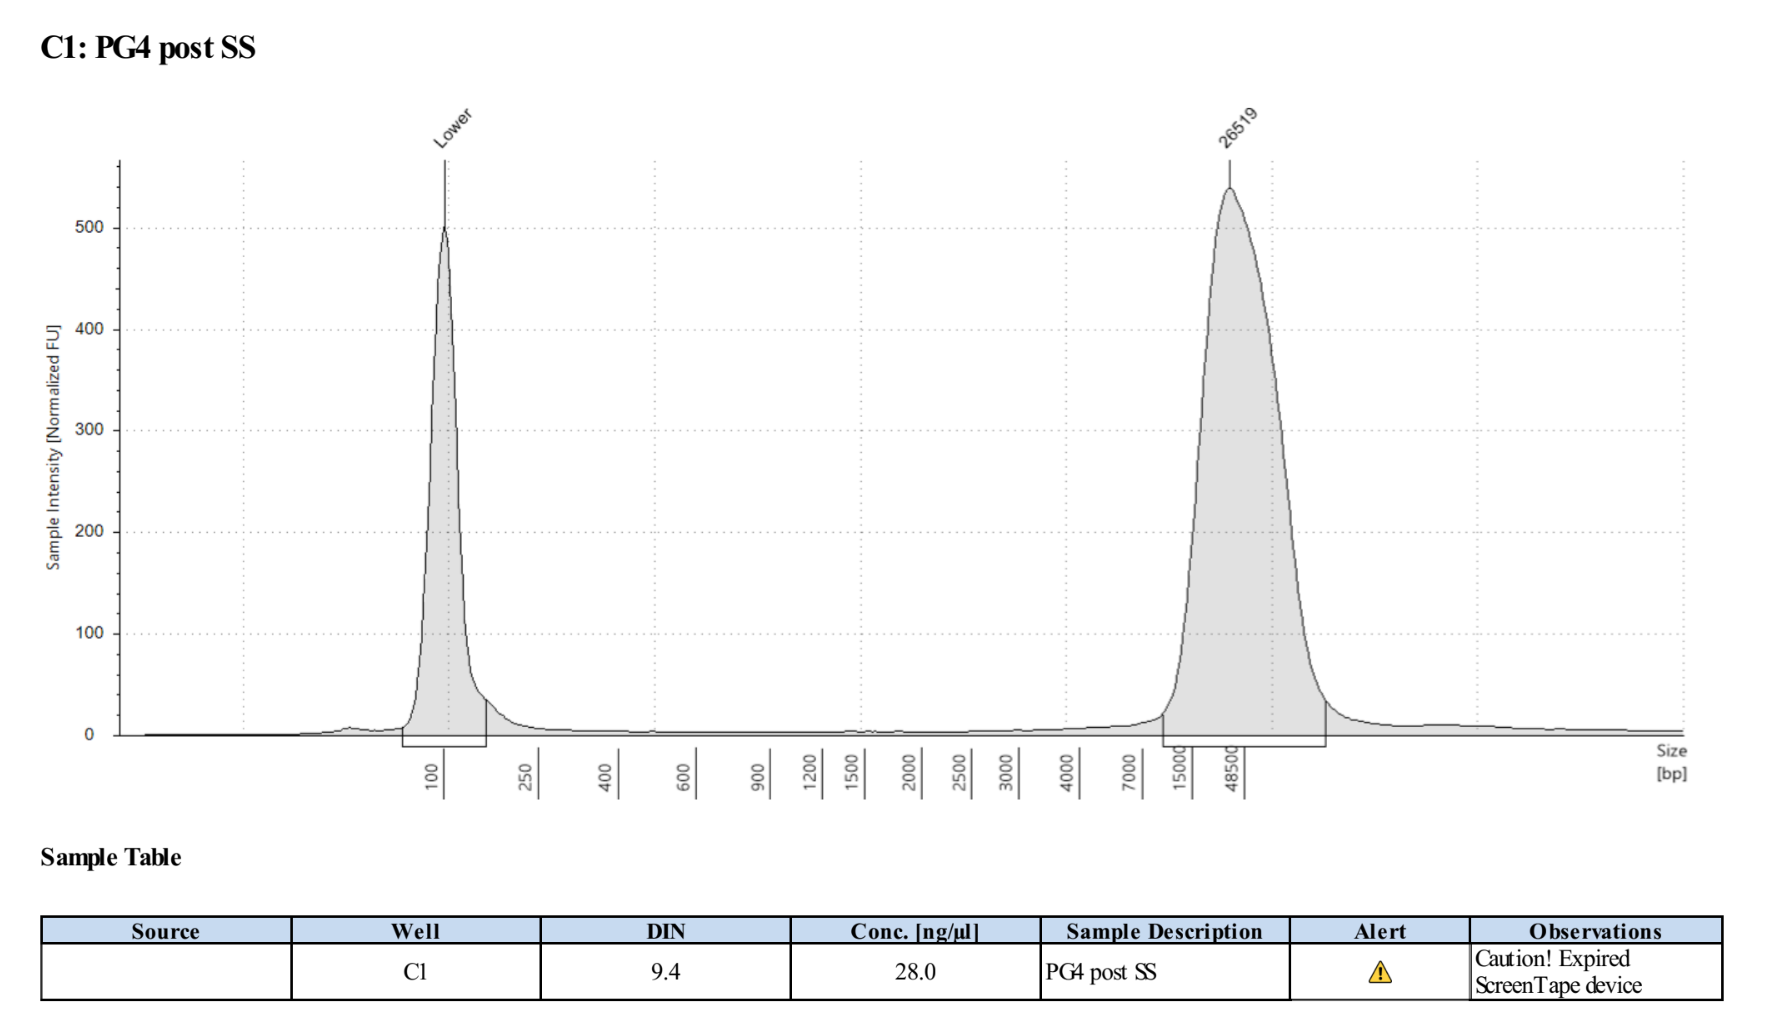 C1: PG4 post SS
Lower
26519
Sample Intensity [Normalized FU]
500
400
300
200
100
0
100
250
400
600
900
1200
1500
2000
2500
3000
4000
7000
15000
48500
Size
[bp]
Sample Table
Source Well DIN Conc. [ng/µl] Sample Description Alert Observations
C1 9.4 28.0 PG4 post SS Caution! Expired
ScreenTape device